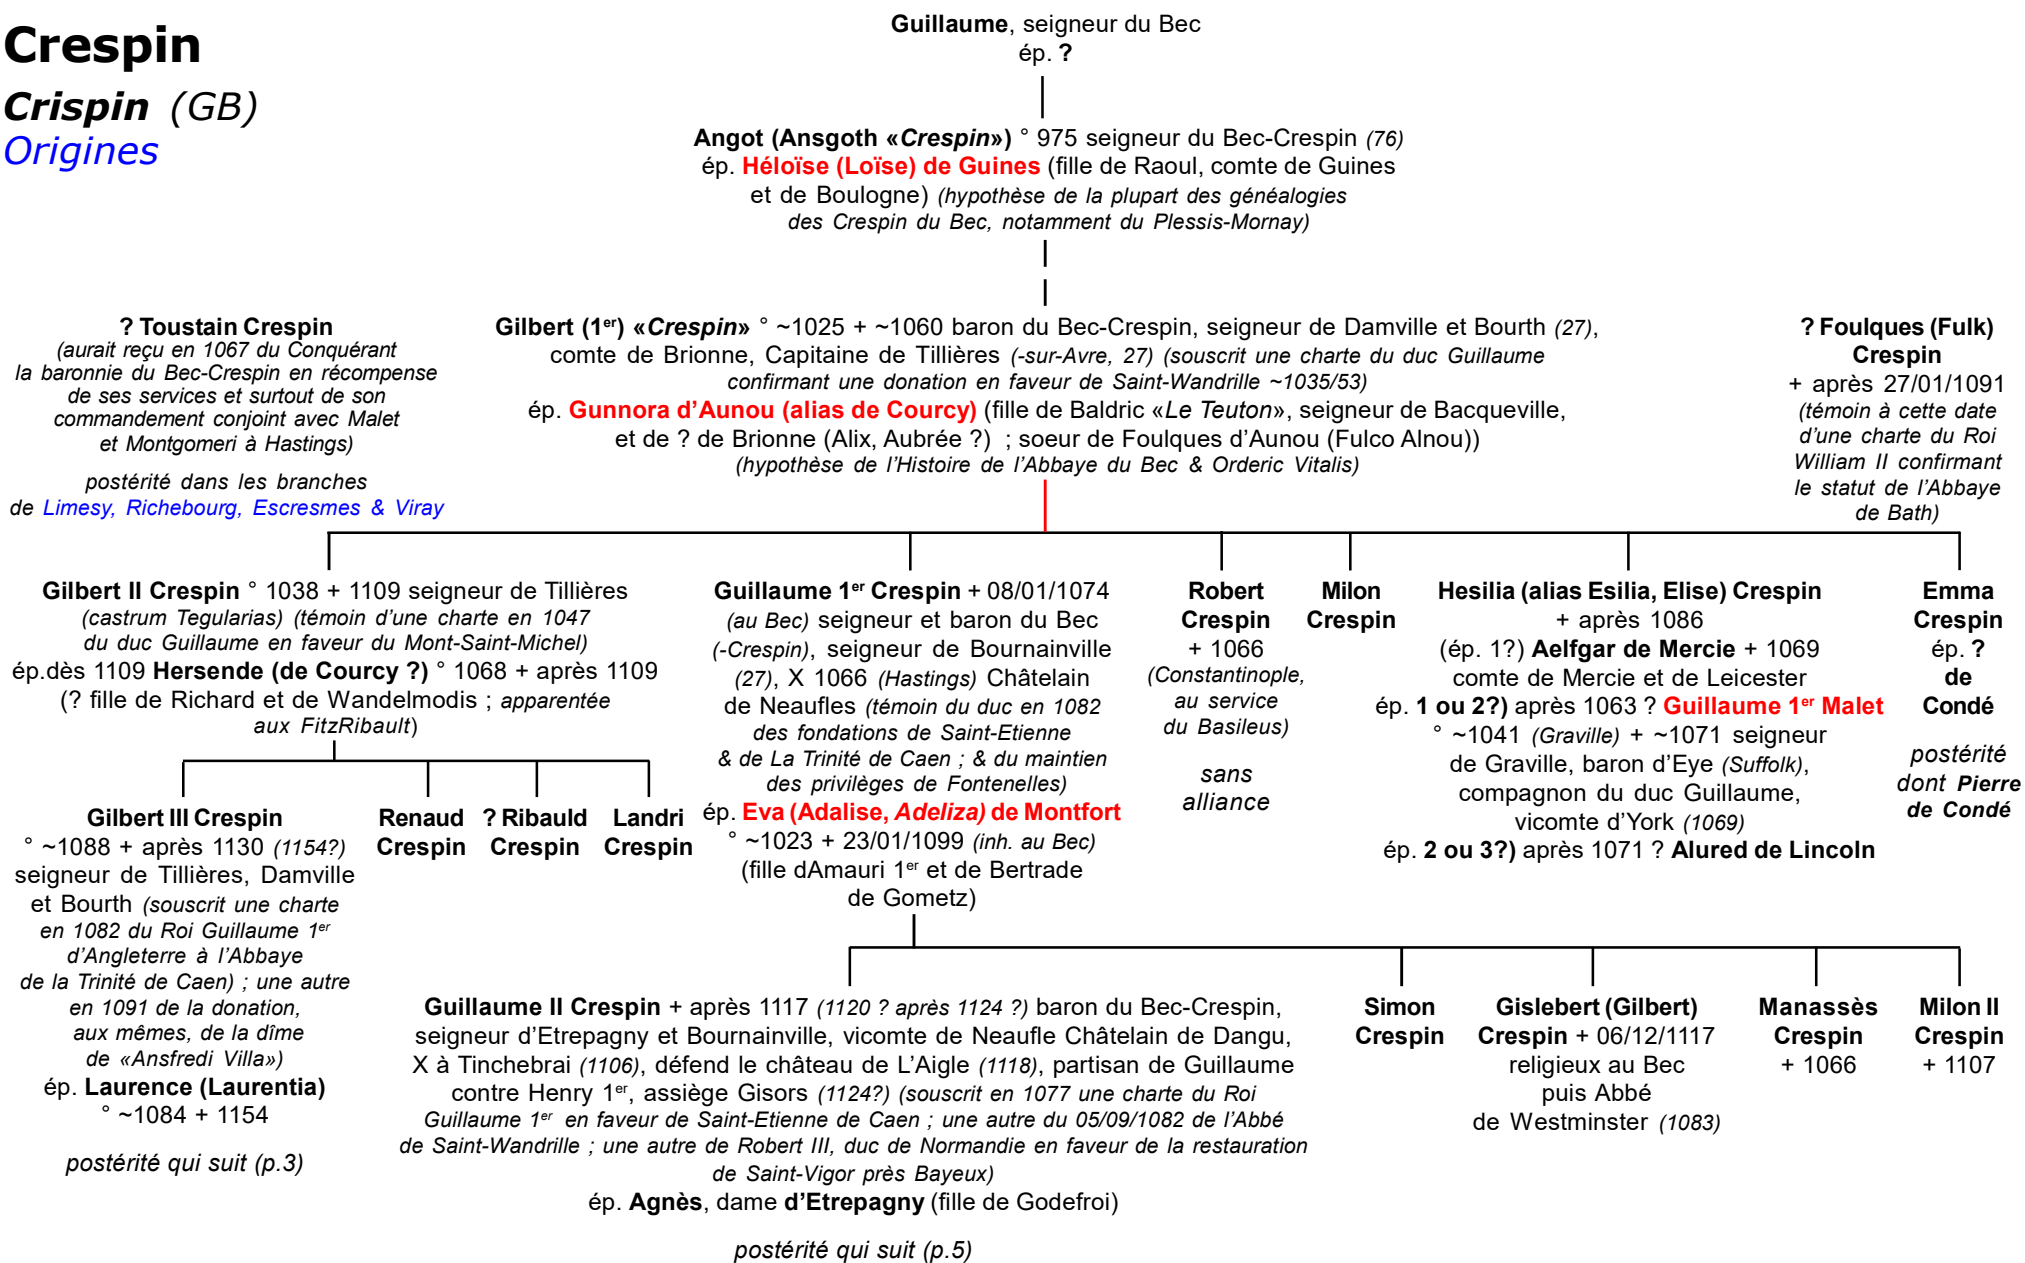 Crespin
Crispin (GB)
Origines
Guillaume, seigneur du Bec
ép. ?
Angot (Ansgoth «Crespin») ° 975 seigneur du Bec-Crespin (76)
ép. Héloïse (Loïse) de Guines (fille de Raoul, comte de Guines
et de Boulogne) (hypothèse de la plupart des généalogies
des Crespin du Bec, notamment du Plessis-Mornay)
? Toustain Crespin
(aurait reçu en 1067 du Conquérant
la baronnie du Bec-Crespin en récompense
de ses services et surtout de son
commandement conjoint avec Malet
et Montgomeri à Hastings)
postérité dans les branches
de Limesy, Richebourg, Escresmes & Viray
Gilbert (1er) «Crespin» ° ~1025 + ~1060 baron du Bec-Crespin, seigneur de Damville et Bourth (27),
comte de Brionne, Capitaine de Tillières (-sur-Avre, 27) (souscrit une charte du duc Guillaume
confirmant une donation en faveur de Saint-Wandrille ~1035/53)
ép. Gunnora d’Aunou (alias de Courcy) (fille de Baldric «Le Teuton», seigneur de Bacqueville,
et de ? de Brionne (Alix, Aubrée ?) ; soeur de Foulques d’Aunou (Fulco Alnou))
(hypothèse de l’Histoire de l’Abbaye du Bec & Orderic Vitalis)
? Foulques (Fulk)
Crespin
+ après 27/01/1091
(témoin à cette date
d’une charte du Roi
William II confirmant
le statut de l’Abbaye
de Bath)
Gilbert II Crespin ° 1038 + 1109 seigneur de Tillières
(castrum Tegularias) (témoin d’une charte en 1047
du duc Guillaume en faveur du Mont-Saint-Michel)
ép.dès 1109 Hersende (de Courcy ?) ° 1068 + après 1109
(? fille de Richard et de Wandelmodis ; apparentée
aux FitzRibault)
Guillaume 1er Crespin + 08/01/1074
(au Bec) seigneur et baron du Bec
(-Crespin), seigneur de Bournainville
(27), X 1066 (Hastings) Châtelain
de Neaufles (témoin du duc en 1082
des fondations de Saint-Etienne
& de La Trinité de Caen ; & du maintien
des privilèges de Fontenelles)
ép. Eva (Adalise, Adeliza) de Montfort
° ~1023 + 23/01/1099 (inh. au Bec)
(fille dAmauri 1er et de Bertrade
de Gometz)
Robert
Crespin
+ 1066
(Constantinople,
au service
du Basileus)
sans
alliance
Milon
Crespin
Hesilia (alias Esilia, Elise) Crespin
+ après 1086
(ép. 1?) Aelfgar de Mercie + 1069
comte de Mercie et de Leicester
ép. 1 ou 2?) après 1063 ? Guillaume 1er Malet
° ~1041 (Graville) + ~1071 seigneur
de Graville, baron d’Eye (Suffolk),
compagnon du duc Guillaume,
vicomte d’York (1069)
ép. 2 ou 3?) après 1071 ? Alured de Lincoln
Emma
Crespin
ép. ?
de
Condé
postérité
dont Pierre
de Condé
Gilbert III Crespin
° ~1088 + après 1130 (1154?)
seigneur de Tillières, Damville
et Bourth (souscrit une charte
en 1082 du Roi Guillaume 1er
d’Angleterre à l’Abbaye
de la Trinité de Caen) ; une autre
en 1091 de la donation,
aux mêmes, de la dîme
de «Ansfredi Villa»)
ép. Laurence (Laurentia)
° ~1084 + 1154
postérité qui suit (p.3)
Renaud
Crespin
? Ribauld
Crespin
Landri
Crespin
Guillaume II Crespin + après 1117 (1120 ? après 1124 ?) baron du Bec-Crespin,
seigneur d’Etrepagny et Bournainville, vicomte de Neaufle Châtelain de Dangu,
X à Tinchebrai (1106), défend le château de L’Aigle (1118), partisan de Guillaume
contre Henry 1er, assiège Gisors (1124?) (souscrit en 1077 une charte du Roi
Guillaume 1er en faveur de Saint-Etienne de Caen ; une autre du 05/09/1082 de l’Abbé
de Saint-Wandrille ; une autre de Robert III, duc de Normandie en faveur de la restauration
de Saint-Vigor près Bayeux)
ép. Agnès, dame d’Etrepagny (fille de Godefroi)
postérité qui suit (p.5)
Simon
Crespin
Gislebert (Gilbert)
Crespin + 06/12/1117
religieux au Bec
puis Abbé
de Westminster (1083)
Manassès
Crespin
+ 1066
Milon II
Crespin
+ 1107